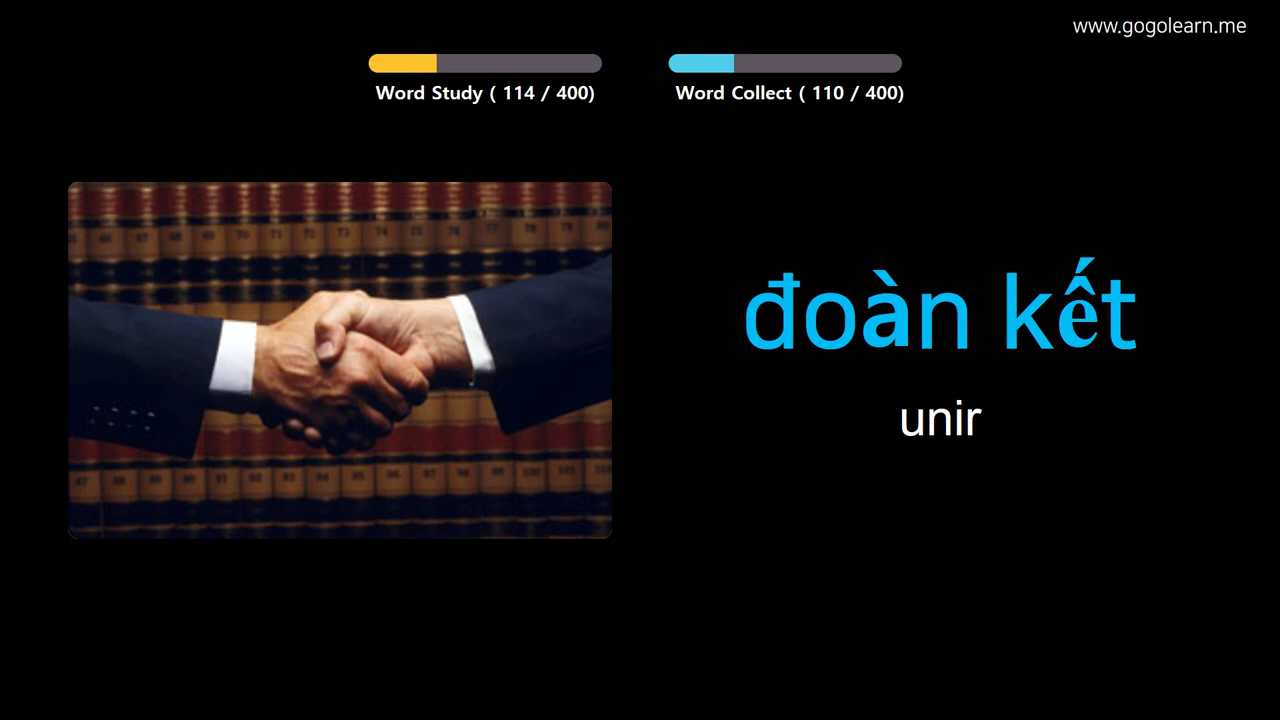 www.gogolearn.me
Word Study ( 114 / 400)
Word Collect ( 110 / 400)
đoàn kết
unir